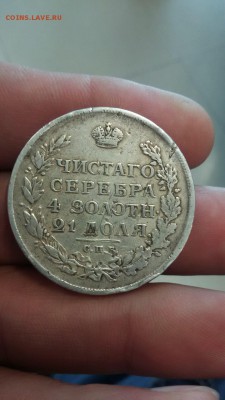 COINS.LAVE.RU
ЧИСТАГО
СЕРЕБРА
4 ЗОЛОТН.
21 ДОЛЯ
С.П.Б.